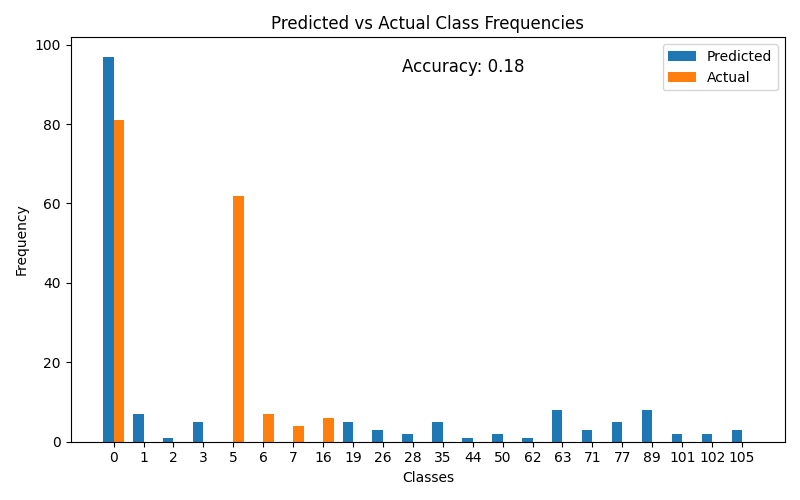 Predicted vs Actual Class Frequencies
Accuracy: 0.18
Predicted
Actual
100
80
60
40
20
0
Frequency
0 1 2 3 5 6 7 16 19 26 28 35 44 50 62 63 71 77 89 101 102 105
Classes